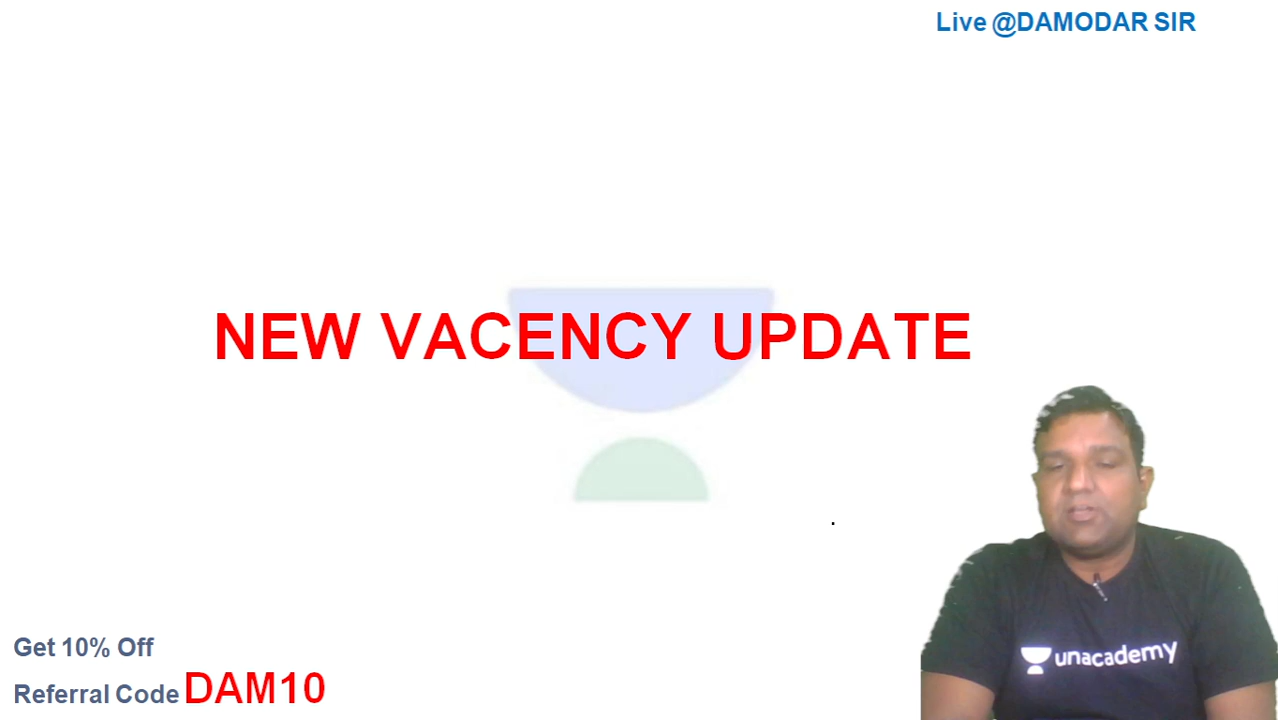 Live @DAMODAR SIR
NEW VACENCY UPDATE
unacademy
Get 10% Off
Referral Code DAM10